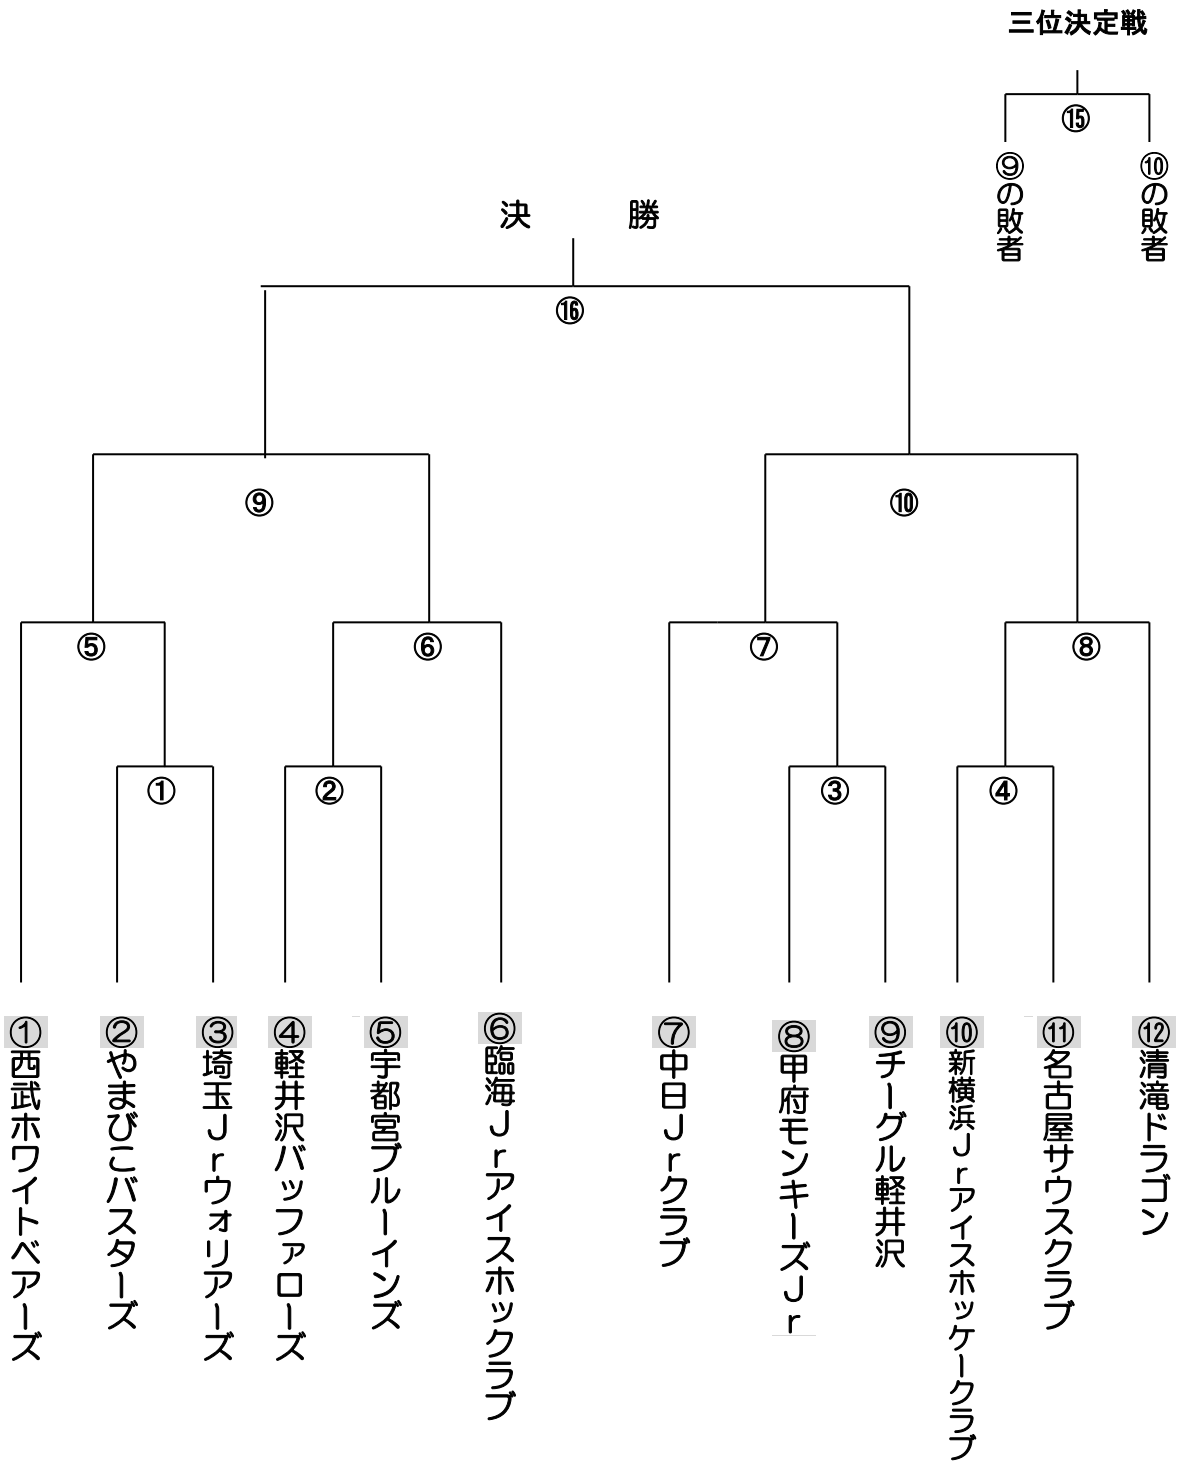 三位決定戦
⑮
⑨の敗者
⑩の敗者
決　勝
⑯
⑨
⑩
⑤
⑥
⑦
⑧
①
②
③
④
①西武ホワイトベアーズ
②やまびこバスターズ
③埼玉Jrウォリアーズ
④軽井沢バッファローズ
⑤宇都宮ブルーインズ
⑥臨海Jrアイスホックラブ
⑦中日Jrクラブ
⑧甲府モンキーズJr
⑨チーグル軽井沢
⑩新横浜Jrアイスホッケークラブ
⑪名古屋サウスクラブ
⑫清滝ドラゴン